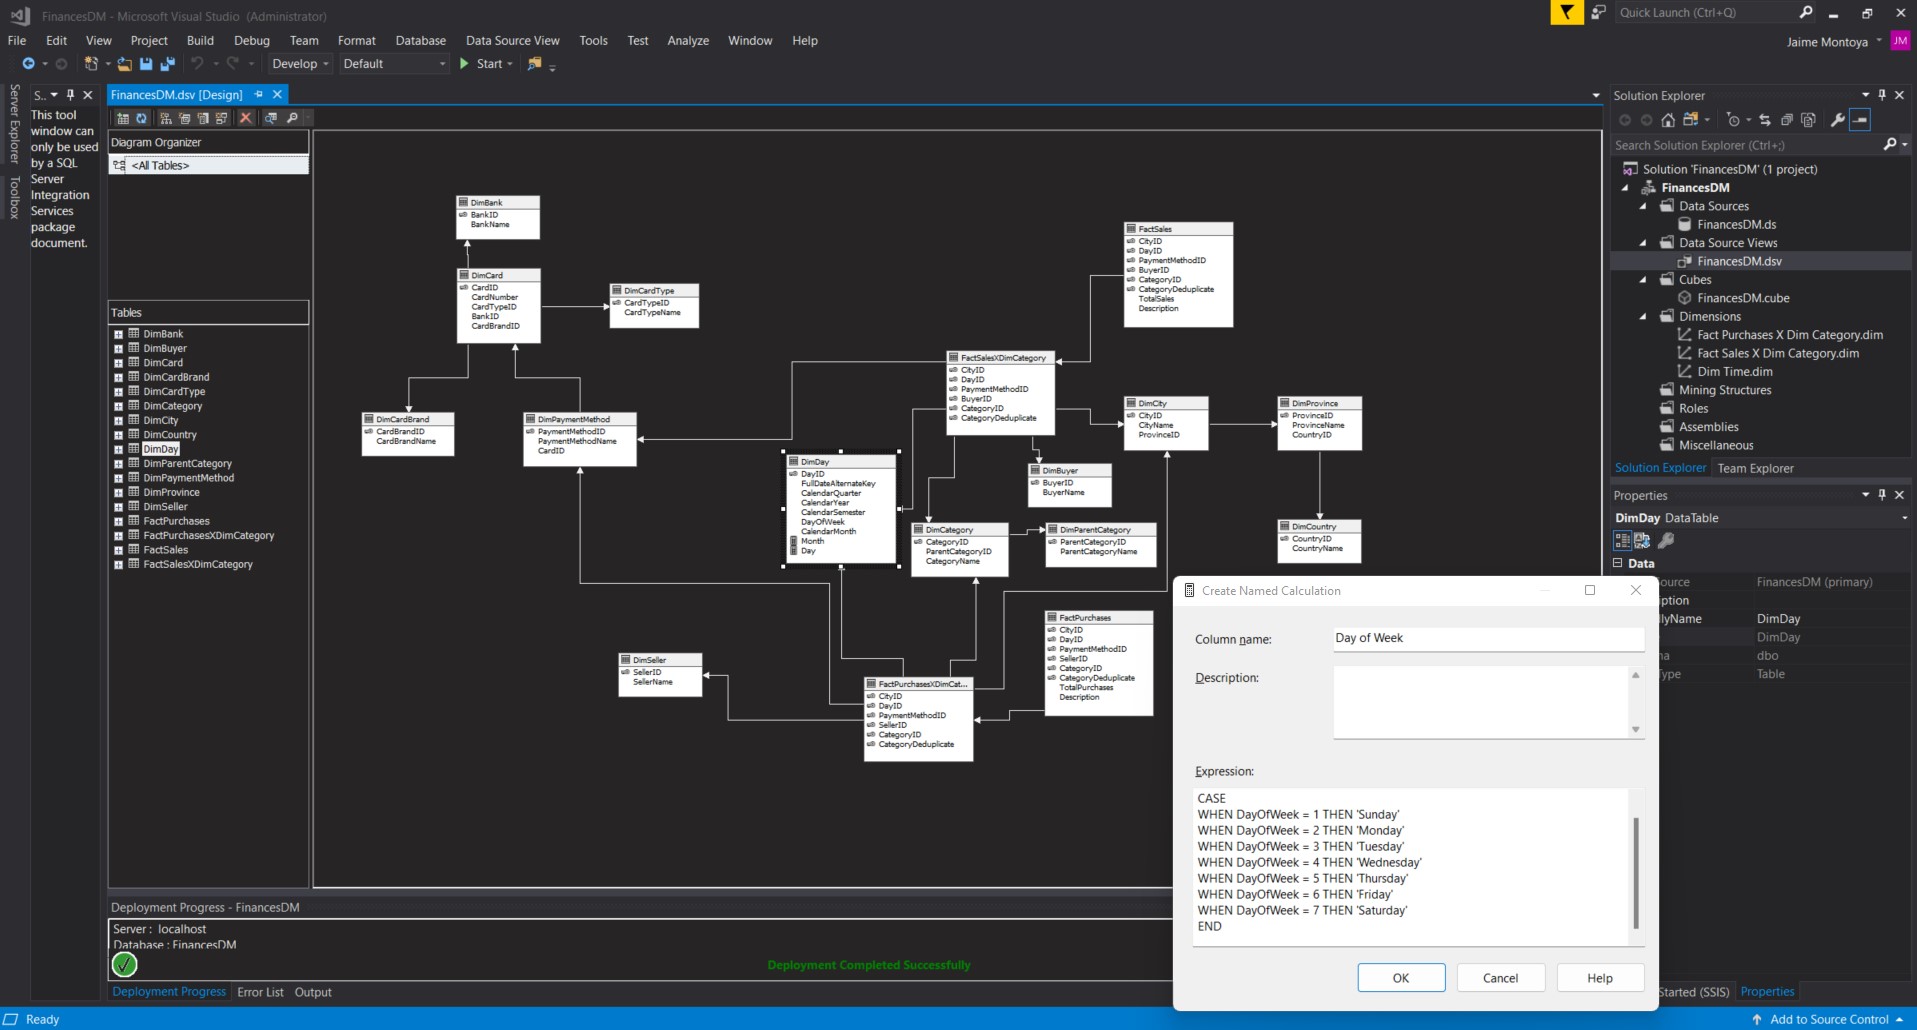 FinancesDM - Microsoft Visual Studio (Administrator)
Quick Launch (Ctrl+Q)
File Edit View Project Build Debug Team Format Database Data Source View Tools Test Analyze Window Help
Jaime Montoya
JM
Develop
Default
Start
Server Explorer
Toolbox
S..
This tool
window can
only be used
by a SQL
Server
Integration
Services
package
document.
FinancesDM.dsv [Design]
Diagram Organizer
<All Tables>
Tables
DimBank
DimBuyer
DimCard
DimCardBrand
DimCardType
DimCategory
DimCity
DimCountry
DimDay
DimParentCategory
DimPaymentMethod
DimProvince
DimSeller
FactPurchases
FactPurchasesXDimCategory
FactSales
FactSalesXDimCategory
DimBank
BankID
BankName
DimCard
CardID
CardNumber
CardTypeID
BankID
CardBrandID
DimCardType
CardTypeID
CardTypeName
DimCardBrand
CardBrandID
CardBrandName
DimPaymentMethod
PaymentMethodID
PaymentMethodName
CardID
FactSales
CityID
DayID
PaymentMethodID
BuyerID
CategoryID
CategoryDeduplicate
TotalSales
Description
FactSalesXDimCategory
CityID
DayID
PaymentMethodID
BuyerID
CategoryID
CategoryDeduplicate
DimCity
CityID
CityName
ProvinceID
DimProvince
ProvinceID
ProvinceName
CountryID
DimDay
DayID
FullDateAlternateKey
CalendarQuarter
CalendarYear
CalendarSemester
DayOfWeek
CalendarMonth
Month
Day
DimBuyer
BuyerID
BuyerName
DimCategory
CategoryID
ParentCategoryID
CategoryName
DimParentCategory
ParentCategoryID
ParentCategoryName
DimCountry
CountryID
CountryName
DimSeller
SellerID
SellerName
FactPurchasesXDimCat...
CityID
DayID
PaymentMethodID
SellerID
CategoryID
CategoryDeduplicate
FactPurchases
CityID
DayID
PaymentMethodID
SellerID
CategoryID
CategoryDeduplicate
TotalPurchases
Description
Solution Explorer
Search Solution Explorer (Ctrl+;)
Solution 'FinancesDM' (1 project)
FinancesDM
Data Sources
FinancesDM.ds
Data Source Views
FinancesDM.dsv
Cubes
FinancesDM.cube
Dimensions
Fact Purchases X Dim Category.dim
Fact Sales X Dim Category.dim
Dim Time.dim
Mining Structures
Roles
Assemblies
Miscellaneous
Solution Explorer Team Explorer
Properties
DimDay DataTable
Data
ource FinancesDM (primary)
iption
llyName DimDay
DimDay
na dbo
Type Table
Create Named Calculation
Column name: Day of Week
Description:
Expression:
CASE
WHEN DayOfWeek = 1 THEN 'Sunday'
WHEN DayOfWeek = 2 THEN 'Monday'
WHEN DayOfWeek = 3 THEN 'Tuesday'
WHEN DayOfWeek = 4 THEN 'Wednesday'
WHEN DayOfWeek = 5 THEN 'Thursday'
WHEN DayOfWeek = 6 THEN 'Friday'
WHEN DayOfWeek = 7 THEN 'Saturday'
END
OK Cancel Help
Deployment Progress - FinancesDM
Server : localhost
Database : FinancesDM
Deployment Completed Successfully
Deployment Progress Error List Output
Started (SSIS) Properties
Ready
Add to Source Control